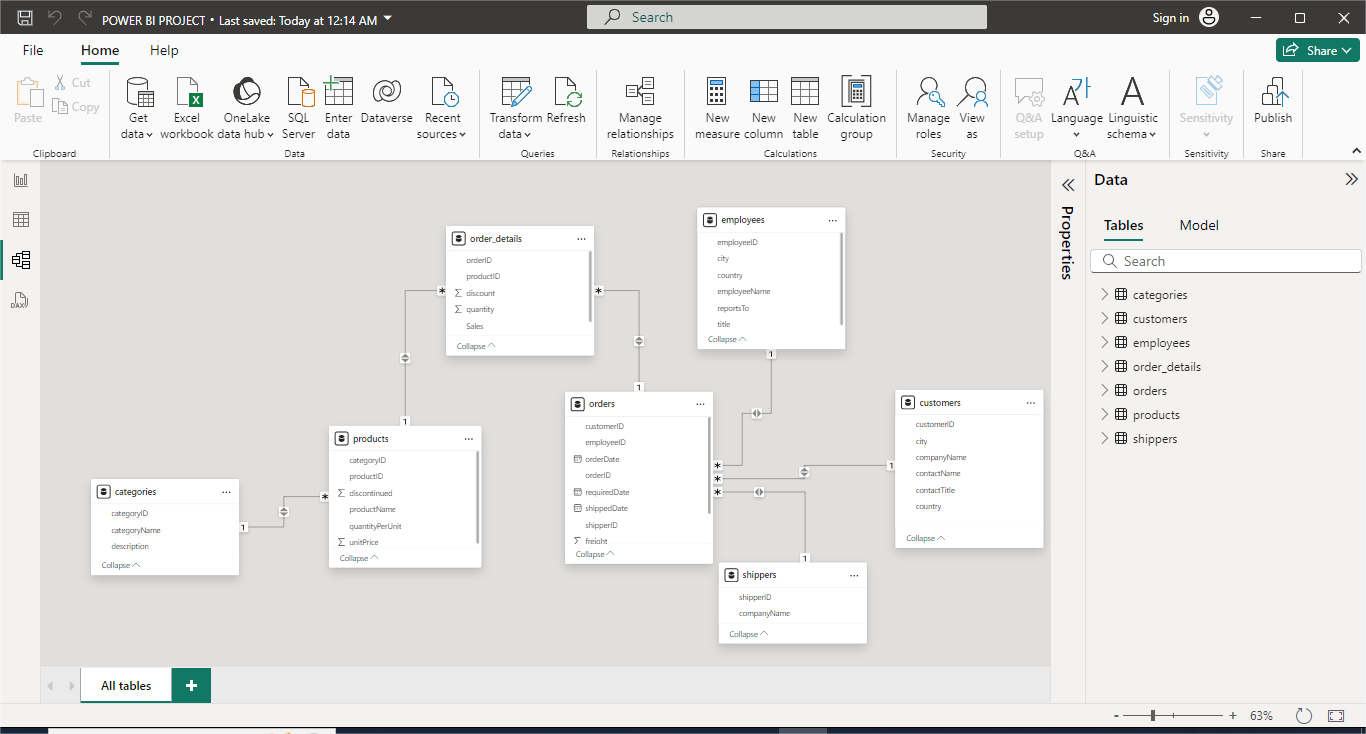 POWER BI PROJECT • Last saved: Today at 12:14 AM
Search
Sign in
File Home Help
Share
Paste
Cut
Copy
Get data
Excel workbook
OneLake data hub
SQL Server
Enter data
Dataverse
Recent sources
Transform data
Refresh
Manage relationships
New measure
New column
New table
Calculation group
Manage roles
View as
Q&A setup
Language
Linguistic schema
Sensitivity
Publish
Clipboard
Data
Queries
Relationships
Calculations
Security
Q&A
Sensitivity
Share
DAX
order_details
orderID
productID
discount
quantity
Sales
Collapse
employees
employeeID
city
country
employeeName
reportsTo
title
Collapse
orders
customerID
employeeID
orderDate
orderID
requiredDate
shippedDate
shipperID
freight
Collapse
customers
customerID
city
companyName
contactName
contactTitle
country
Collapse
products
categoryID
productID
discontinued
productName
quantityPerUnit
unitPrice
Collapse
categories
categoryID
categoryName
description
Collapse
shippers
shipperID
companyName
Collapse
*
*
1
1
1
*
1
*
*
*
1
1
Properties
Data
Tables Model
Search
categories
customers
employees
order_details
orders
products
shippers
All tables
+
- + 63%